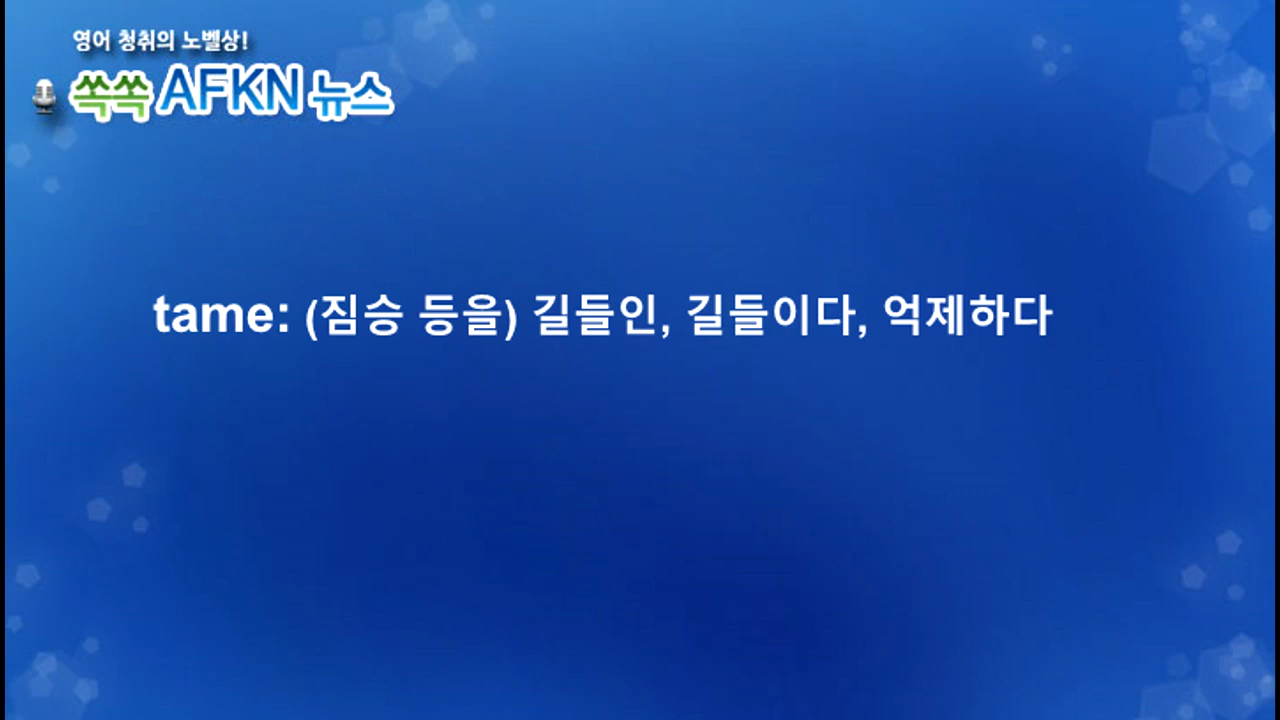 영어 청취의 노벨상!
쏙쏙 AFKN 뉴스
tame: (짐승 등을) 길들인, 길들이다, 억제하다